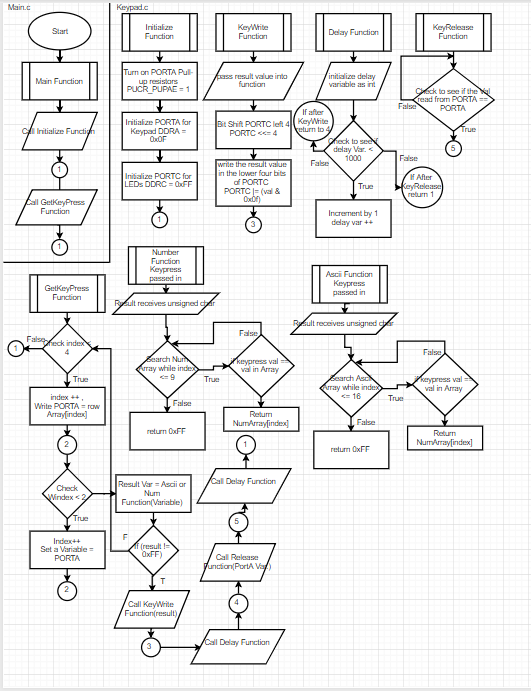 Main.c
Keypad.c
Start
Main Function
Call Initialize Function
1
Call GetKeyPress
Function
1
Initialize
Function
Turn on PORTA Pull-
up resistors
PUCR_PUPAE = 1
Initialize PORTA for
Keypad DDRA =
0x0F
Initialize PORTC for
LEDs DDRC = 0xFF
1
KeyWrite
Function
pass result value into
function
Bit Shift PORTC left 4
PORTC <<= 4
write the result value
in the lower four bits
of PORTC
PORTC |= (val &
0x0f)
3
Delay Function
initialize delay
variable as int
If after
KeyWrite
return to 4
Check to see if
delay Var. <
1000
False
True
False
Increment by 1
delay var ++
If After
KeyRelease
return 1
KeyRelease
Function
Check to see if the Val
read from PORTA ==
PORTA
False
True
5
GetKeyPress
Function
1
False
Check index <
4
True
index ++ ,
Write PORTA = row
Array[index]
2
Check
Windex < 2
True
Index++
Set a Variable =
PORTA
2
Number
Function
Keypress
passed in
Result receives unsigned char
Search Num
Array while index
<= 9
True
False
False
if keypress val ==
val in Array
return 0xFF
Return
NumArray[index]
Ascii Function
Keypress
passed in
Result receives unsigned char
Search Ascii
Array while index
<= 16
True
False
False
if keypress val ==
val in Array
return 0xFF
Return
NumArray[index]
Result Var = Ascii or
Num
Function(Variable)
F
If (result !=
0xFF)
T
Call KeyWrite
Function(result)
3
Call Delay Function
4
Call Release
Function(PortA Var)
5
Call Delay Function
1